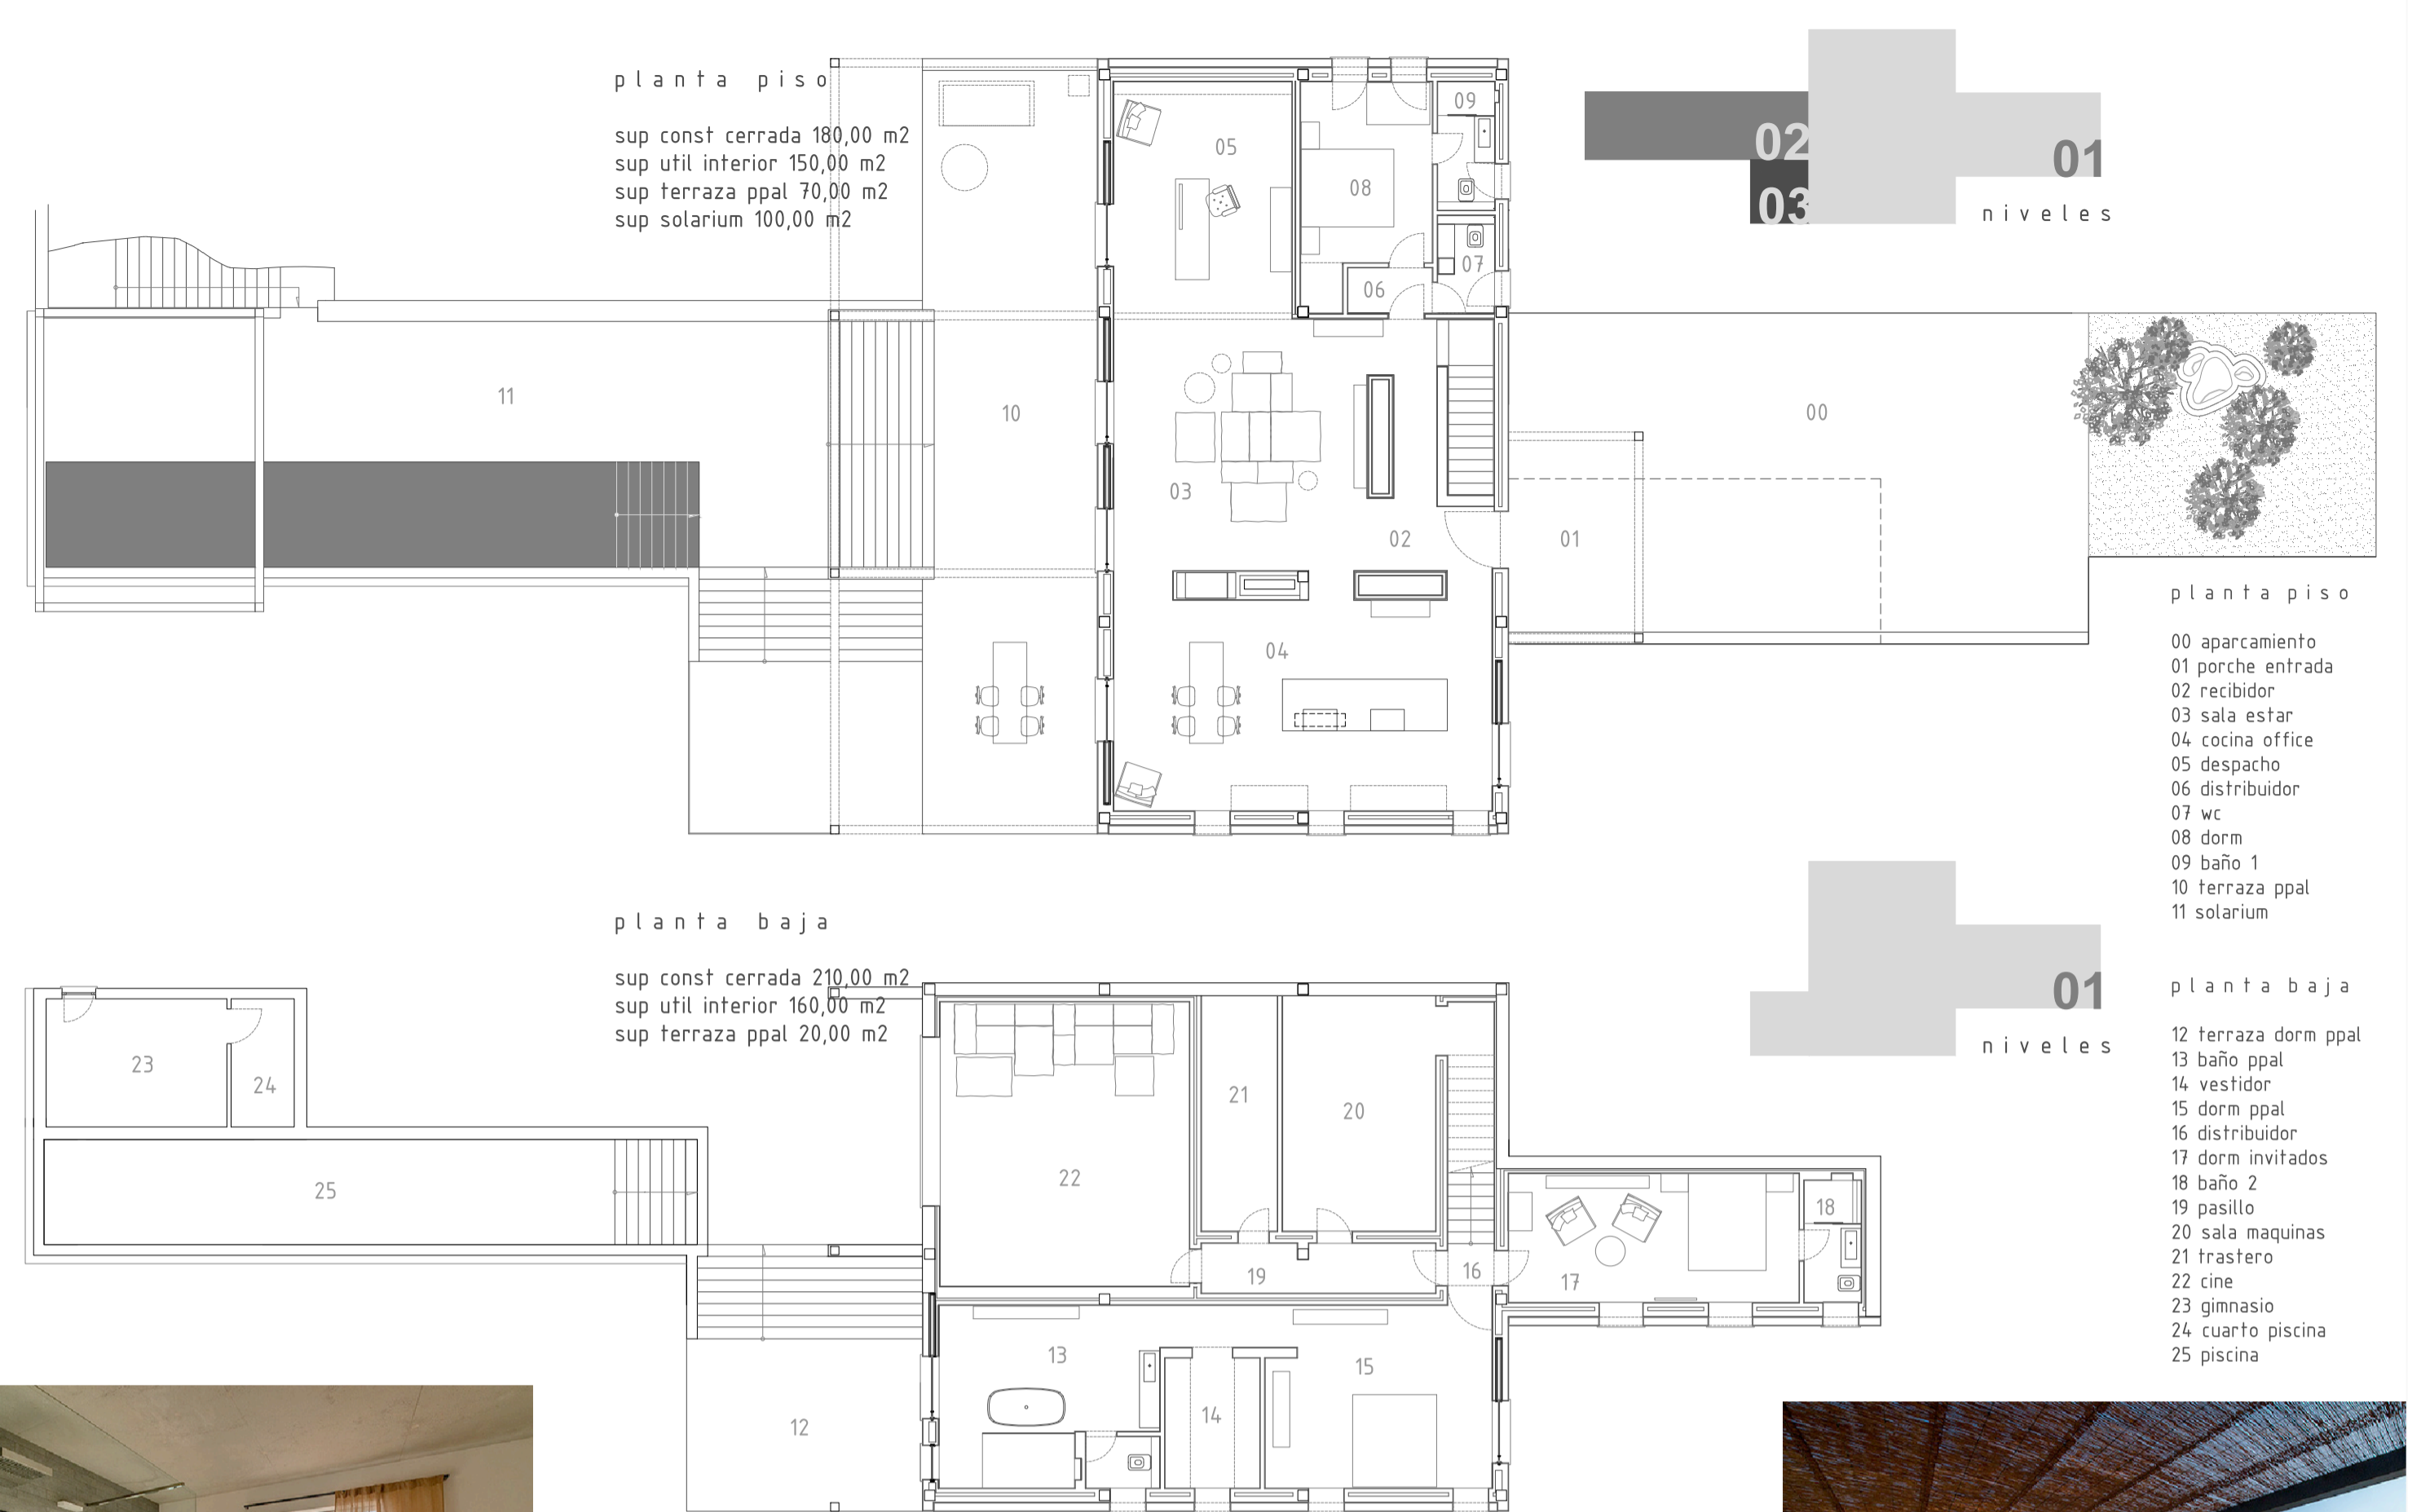 planta piso
sup const cerrada 180,00 m2
sup util interior 150,00 m2
sup terraza ppal 70,00 m2
sup solarium 100,00 m2
05
09
08
07
06
11
10
03
02
04
01
00
02
03
01
niveles
planta piso
00 aparcamiento
01 porche entrada
02 recibidor
03 sala estar
04 cocina office
05 despacho
06 distribuidor
07 wc
08 dorm
09 baño 1
10 terraza ppal
11 solarium
planta baja
sup const cerrada 210,00 m2
sup util interior 160,00 m2
sup terraza ppal 20,00 m2
23
24
25
22
21
20
19
16
17
18
13
14
15
12
01
niveles
planta baja
12 terraza dorm ppal
13 baño ppal
14 vestidor
15 dorm ppal
16 distribuidor
17 dorm invitados
18 baño 2
19 pasillo
20 sala maquinas
21 trastero
22 cine
23 gimnasio
24 cuarto piscina
25 piscina